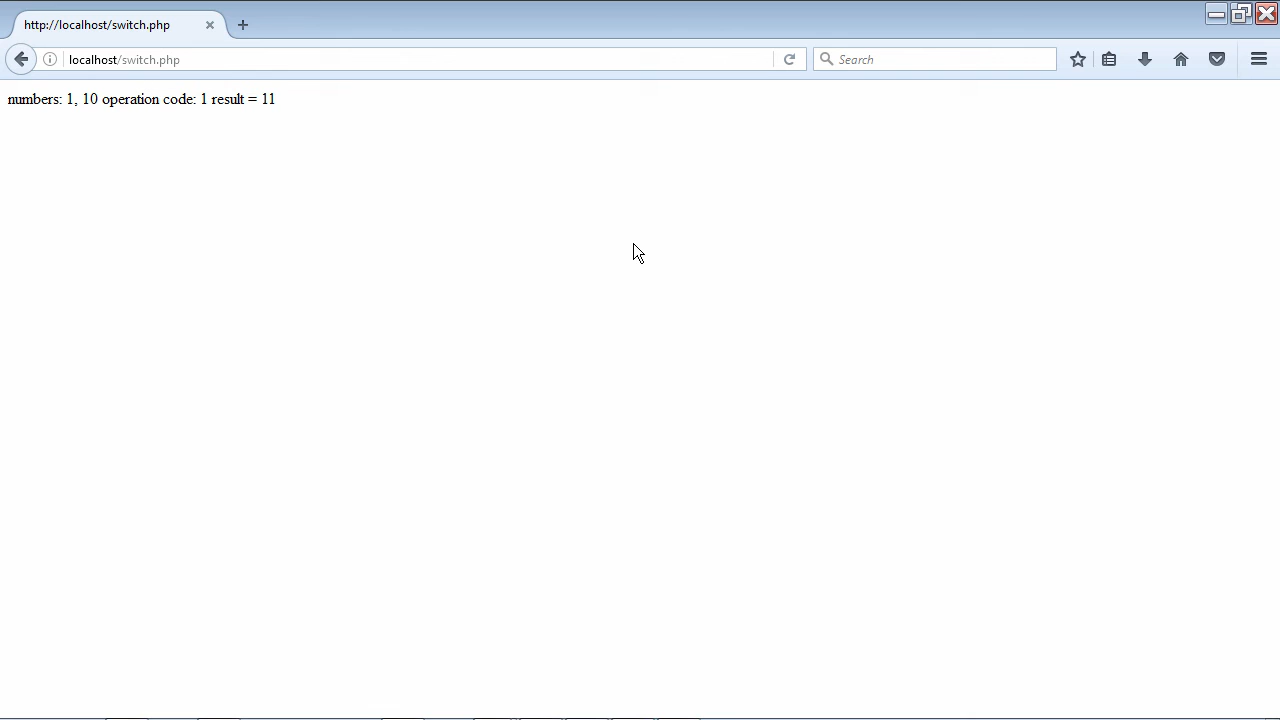 http://localhost/switch.php
localhost/switch.php
Search
numbers: 1, 10 operation code: 1 result = 11